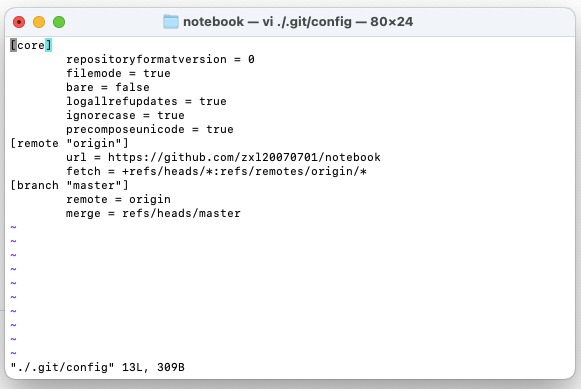 notebook — vi ./.git/config — 80×24
[core]
        repositoryformatversion = 0
        filemode = true
        bare = false
        logallrefupdates = true
        ignorecase = true
        precomposeunicode = true
[remote "origin"]
        url = https://github.com/zxl20070701/notebook
        fetch = +refs/heads/*:refs/remotes/origin/*
[branch "master"]
        remote = origin
        merge = refs/heads/master
~
~
~
~
~
~
~
~
~
~
"./.git/config" 13L, 309B